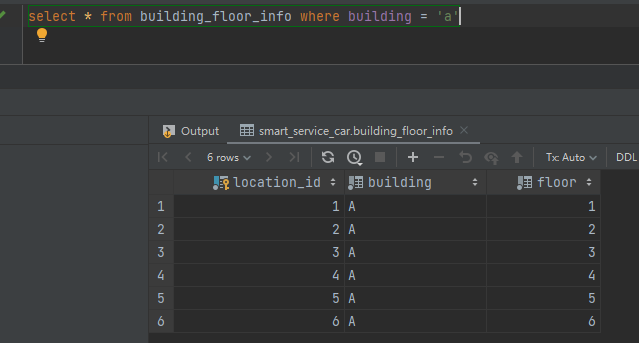 select * from building_floor_info where building = 'a'
Output smart_service_car.building_floor_info
6 rows Tx: Auto DDL
location_id building floor
1 1 A 1
2 2 A 2
3 3 A 3
4 4 A 4
5 5 A 5
6 6 A 6